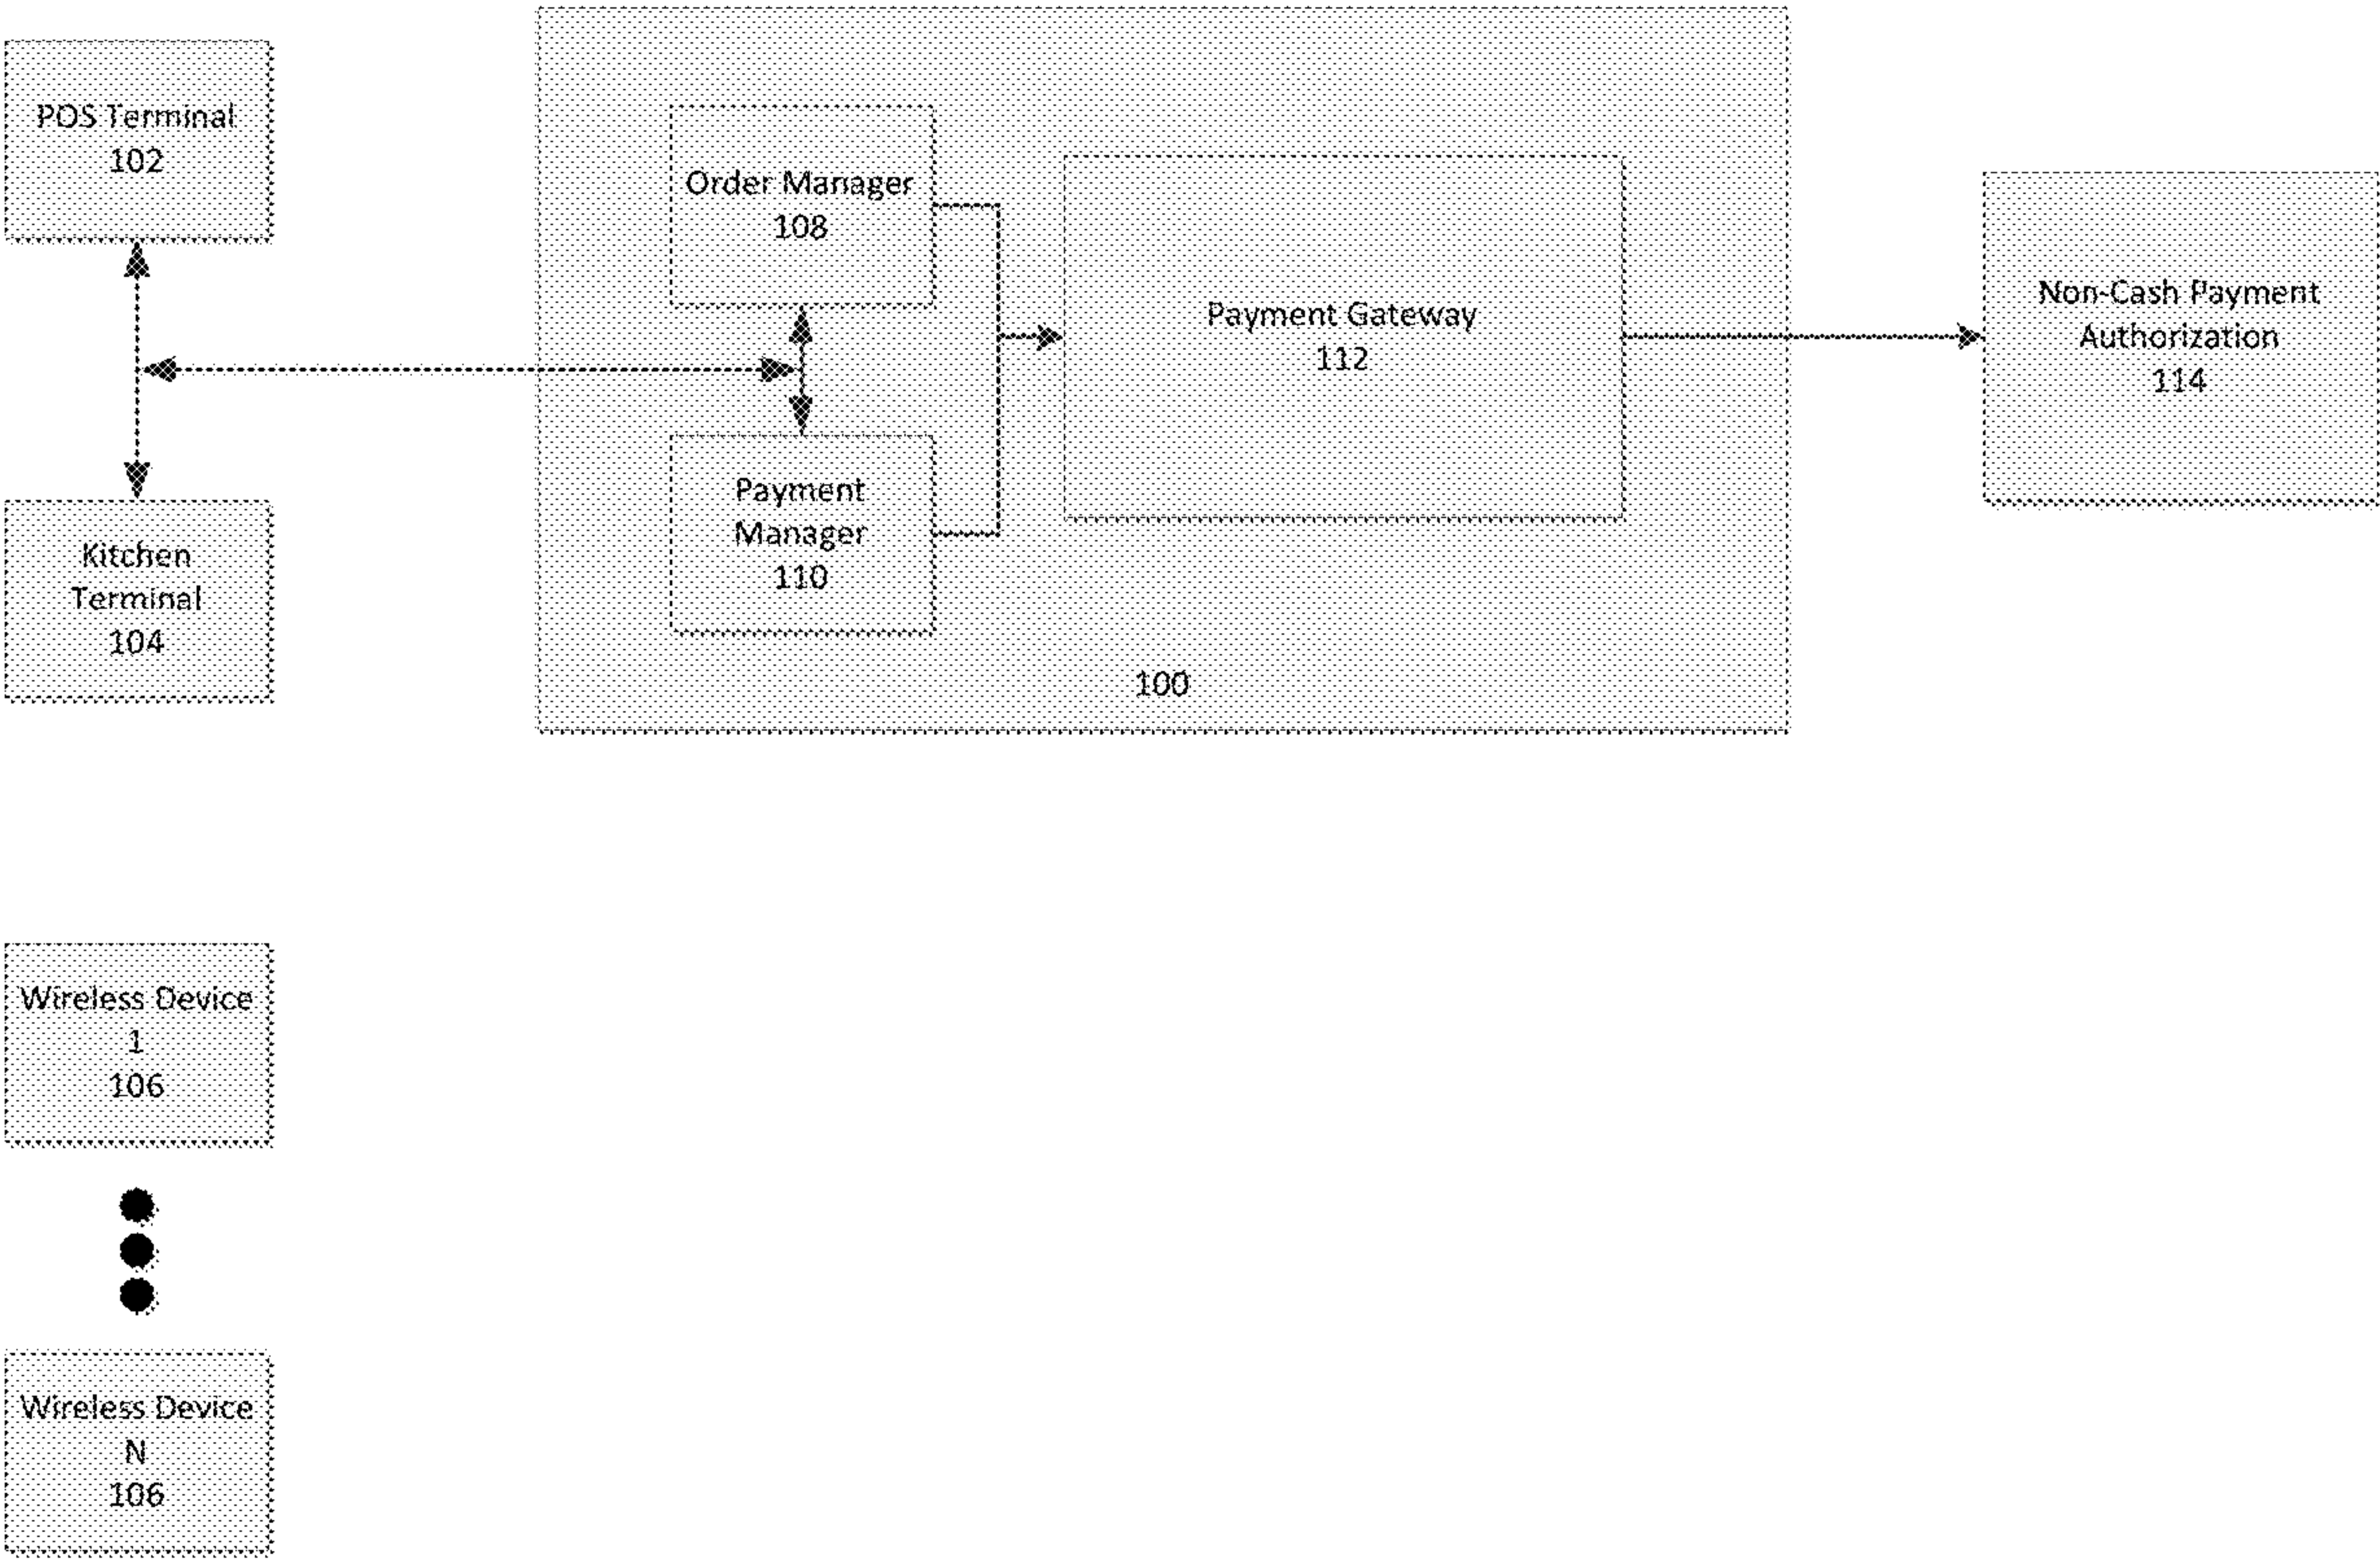 POS Terminal
102
Order Manager
108
Payment Gateway
112
Non-Cash Payment
Authorization
114
Kitchen
Terminal
104
Payment
Manager
110
100
Wireless Device
1
106
Wireless Device
N
106